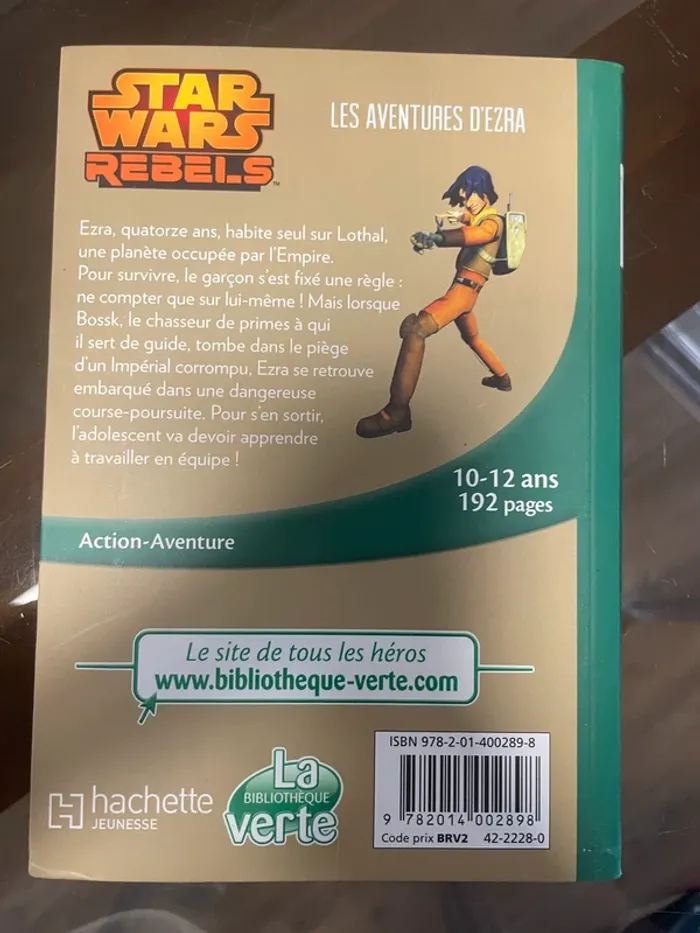 STAR
WARS
REBELS™
LES AVENTURES D'EZRA
Ezra, quatorze ans, habite seul sur Lothal,
une planète occupée par l'Empire.
Pour survivre, le garçon s'est fixé une règle :
ne compter que sur lui-même ! Mais lorsque
Bossk, le chasseur de primes à qui
il sert de guide, tombe dans le piège
d'un Impérial corrompu, Ezra se retrouve
embarqué dans une dangereuse
course-poursuite. Pour s'en sortir,
l'adolescent va devoir apprendre
à travailler en équipe !
10-12 ans
192 pages
Action-Aventure
Le site de tous les héros
www.bibliotheque-verte.com
hachette
JEUNESSE
La
BIBLIOTHÈQUE
verte
ISBN 978-2-01-400289-8
9 782014 002898
Code prix BRV2 42-2228-0